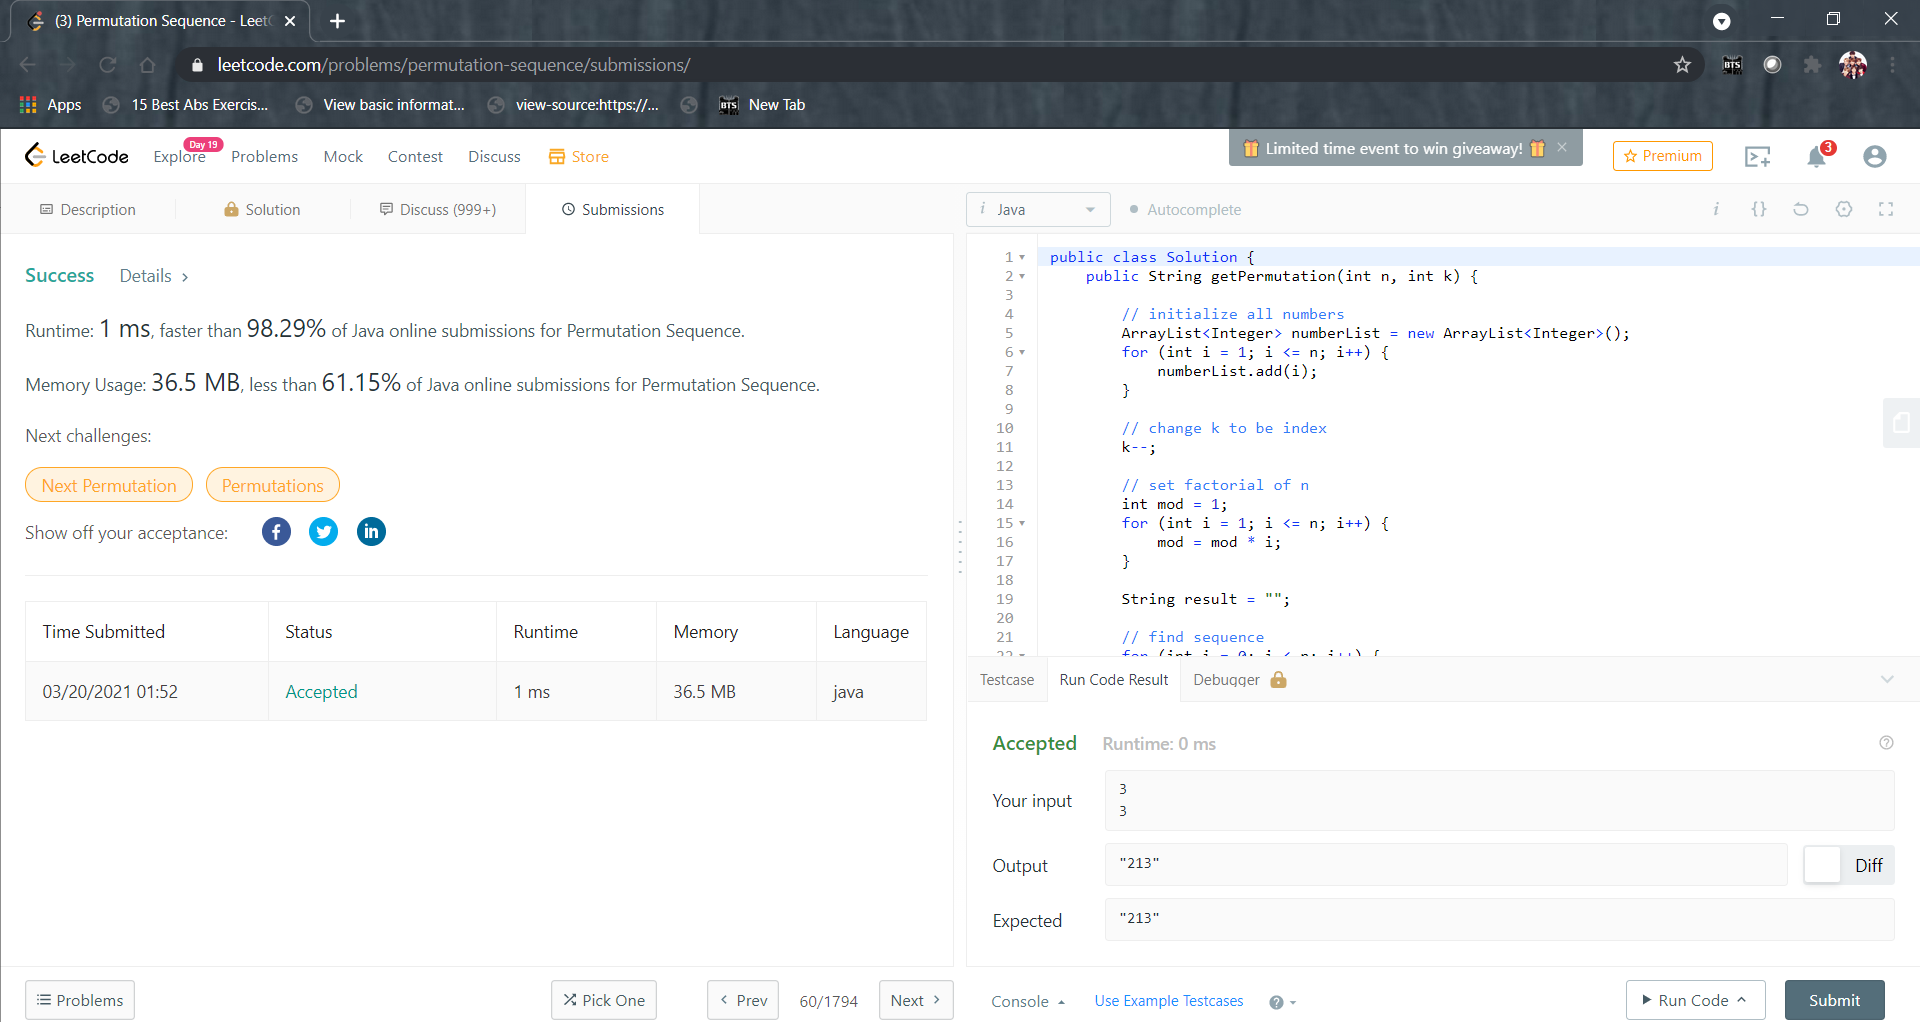 (3) Permutation Sequence - Leet
leetcode.com/problems/permutation-sequence/submissions/
Apps 15 Best Abs Exercis... View basic informat... view-source:https://... BTS New Tab
BTS
LeetCode Explore Day 19 Problems Mock Contest Discuss Store
Limited time event to win giveaway!
Premium
3
Description Solution Discuss (999+) Submissions
Success Details >
Runtime: 1 ms, faster than 98.29% of Java online submissions for Permutation Sequence.
Memory Usage: 36.5 MB, less than 61.15% of Java online submissions for Permutation Sequence.
Next challenges:
Next Permutation Permutations
Show off your acceptance:
Time Submitted Status Runtime Memory Language
03/20/2021 01:52 Accepted 1 ms 36.5 MB java
Problems Pick One < Prev 60/1794 Next >
i Java Autocomplete
i {}
1 public class Solution {
2 public String getPermutation(int n, int k) {
3
4 // initialize all numbers
5 ArrayList<Integer> numberList = new ArrayList<Integer>();
6 for (int i = 1; i <= n; i++) {
7 numberList.add(i);
8 }
9
10 // change k to be index
11 k--;
12
13 // set factorial of n
14 int mod = 1;
15 for (int i = 1; i <= n; i++) {
16 mod = mod * i;
17 }
18
19 String result = "";
20
21 // find sequence
22 for (int i = 0; i < n; i++) {
Testcase Run Code Result Debugger
Accepted Runtime: 0 ms
Your input
3
3
Output "213" Diff
Expected "213"
Console Use Example Testcases ? Run Code Submit